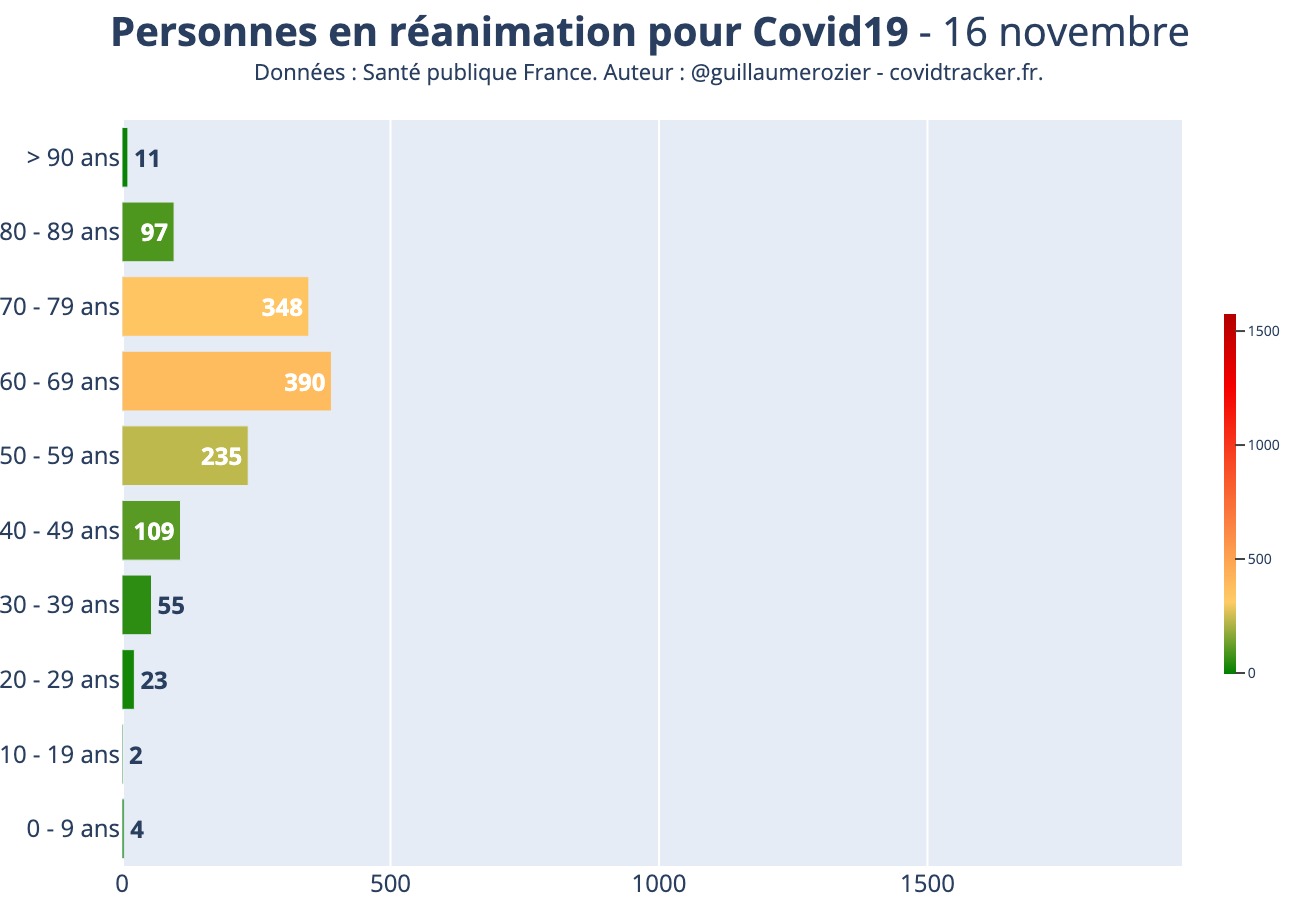 Personnes en réanimation pour Covid19 - 16 novembre
Données : Santé publique France. Auteur : @guillaumerozier - covidtracker.fr.
> 90 ans 11
80 - 89 ans 97
70 - 79 ans 348
60 - 69 ans 390
50 - 59 ans 235
40 - 49 ans 109
30 - 39 ans 55
20 - 29 ans 23
10 - 19 ans 2
0 - 9 ans 4
0 500 1000 1500
1500
1000
500
0